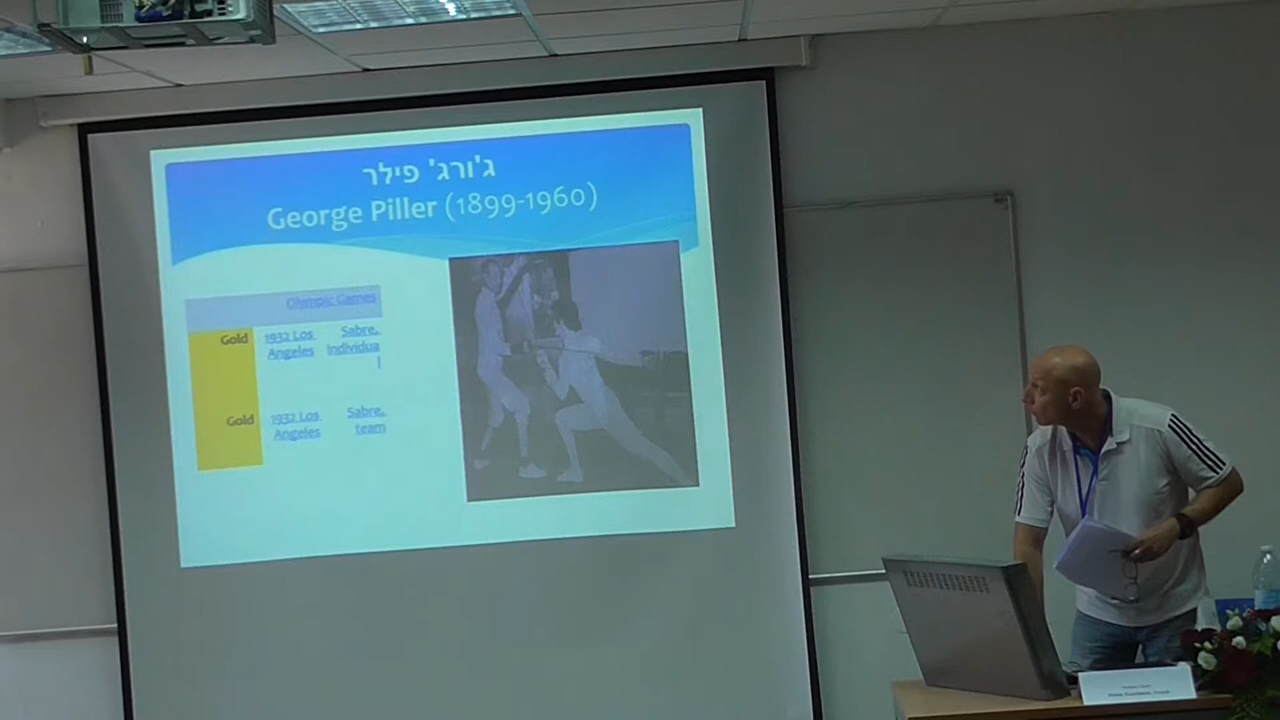 ג'ורג' פילר
George Piller (1899-1960)
Olympic Games
Gold 1932 Los Angeles Sabre, individual
Gold 1932 Los Angeles Sabre, team